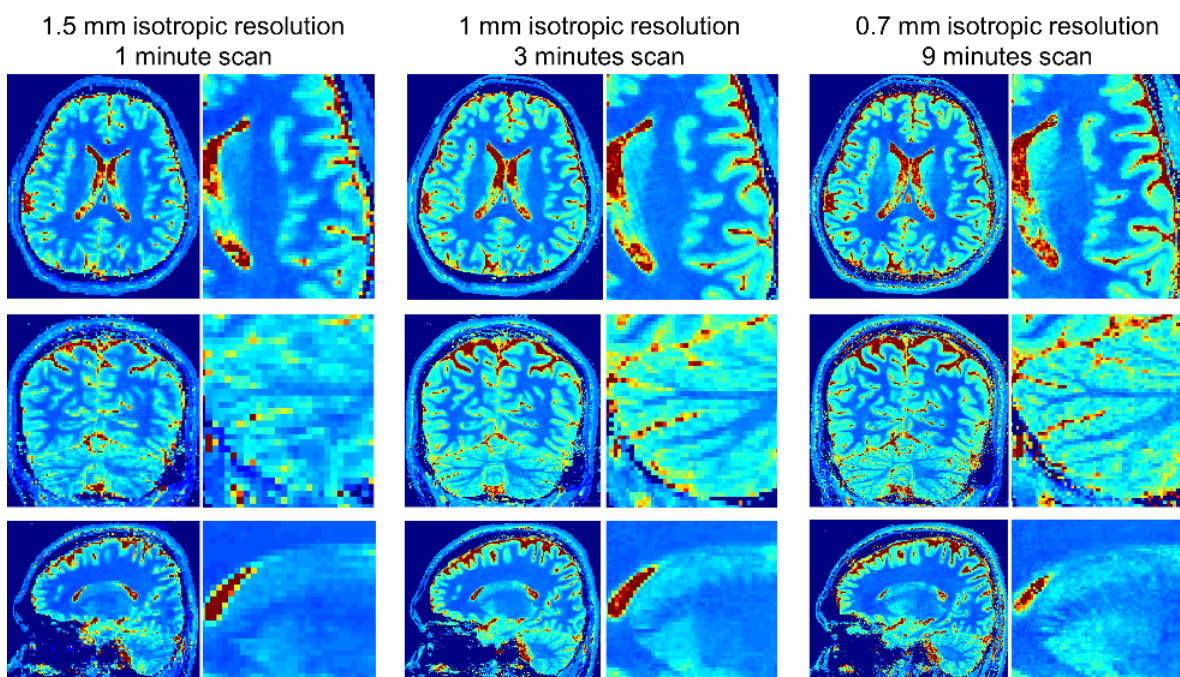 1.5 mm isotropic resolution
1 minute scan
1 mm isotropic resolution
3 minutes scan
0.7 mm isotropic resolution
9 minutes scan